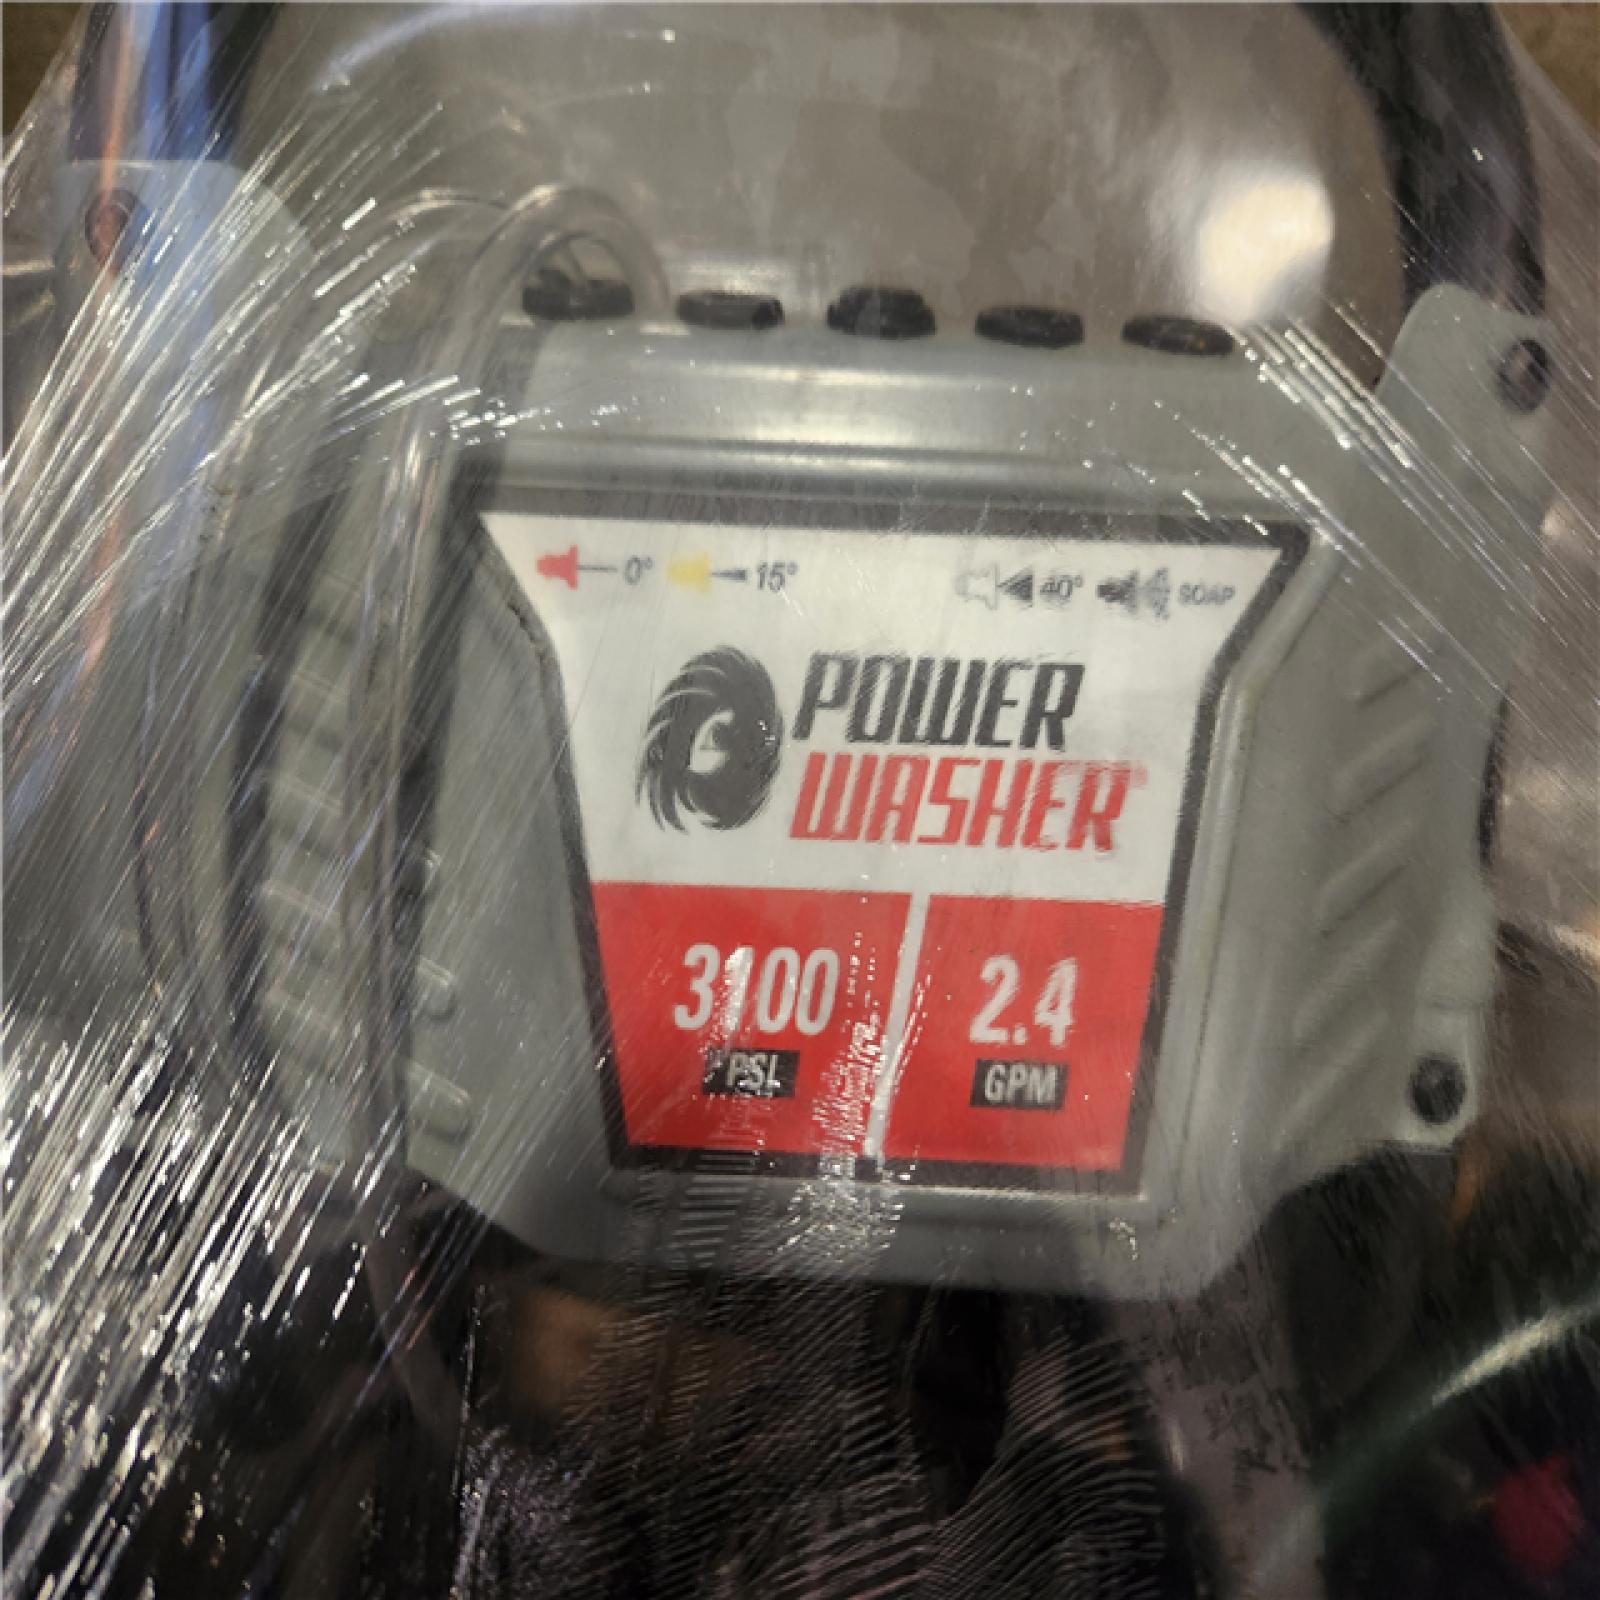 0° 15° 40° SOAP
POWER
WASHER®
3100 2.4
PSI GPM